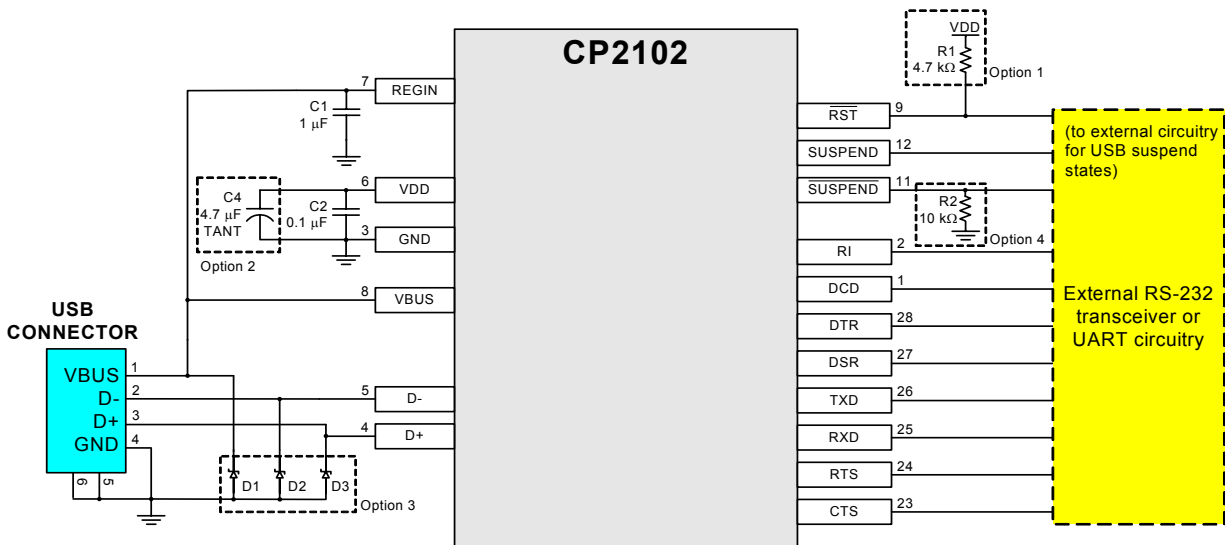 CP2102
VDD
R1
4.7 kΩ
Option 1
7
REGIN
C1
1 μF
9
RST
(to external circuitry
for USB suspend
states)
12
SUSPEND
6
VDD
11
SUSPEND
C4
4.7 μF
TANT
C2
0.1 μF
R2
10 kΩ
3
GND
Option 2
Option 4
2
RI
8
VBUS
1
DCD
External RS-232
transceiver or
UART circuitry
USB
CONNECTOR
28
DTR
27
DSR
VBUS
1
D-
2
D+
3
GND
4
5
D-
26
TXD
4
D+
25
RXD
6
5
D1
D2
D3
24
RTS
Option 3
23
CTS